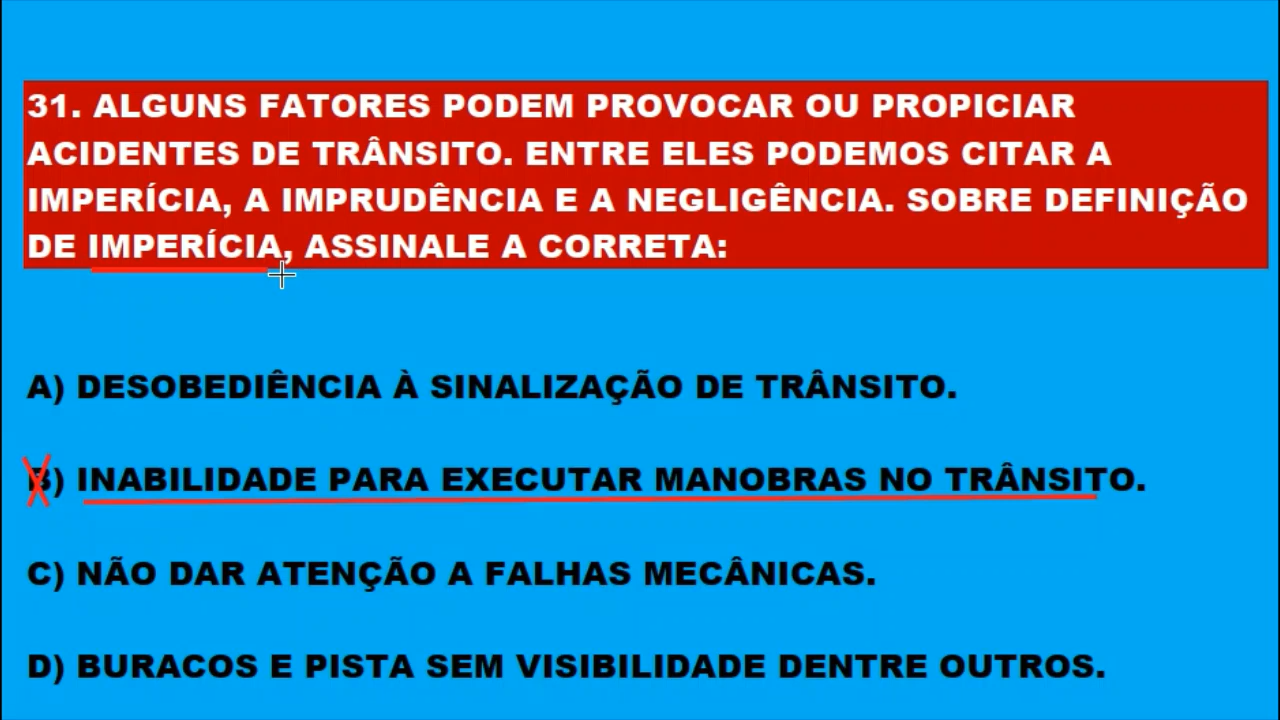 31. ALGUNS FATORES PODEM PROVOCAR OU PROPICIAR
ACIDENTES DE TRÂNSITO. ENTRE ELES PODEMOS CITAR A
IMPERÍCIA, A IMPRUDÊNCIA E A NEGLIGÊNCIA. SOBRE DEFINIÇÃO
DE IMPERÍCIA, ASSINALE A CORRETA:
A) DESOBEDIÊNCIA À SINALIZAÇÃO DE TRÂNSITO.
B) INABILIDADE PARA EXECUTAR MANOBRAS NO TRÂNSITO.
C) NÃO DAR ATENÇÃO A FALHAS MECÂNICAS.
D) BURACOS E PISTA SEM VISIBILIDADE DENTRE OUTROS.